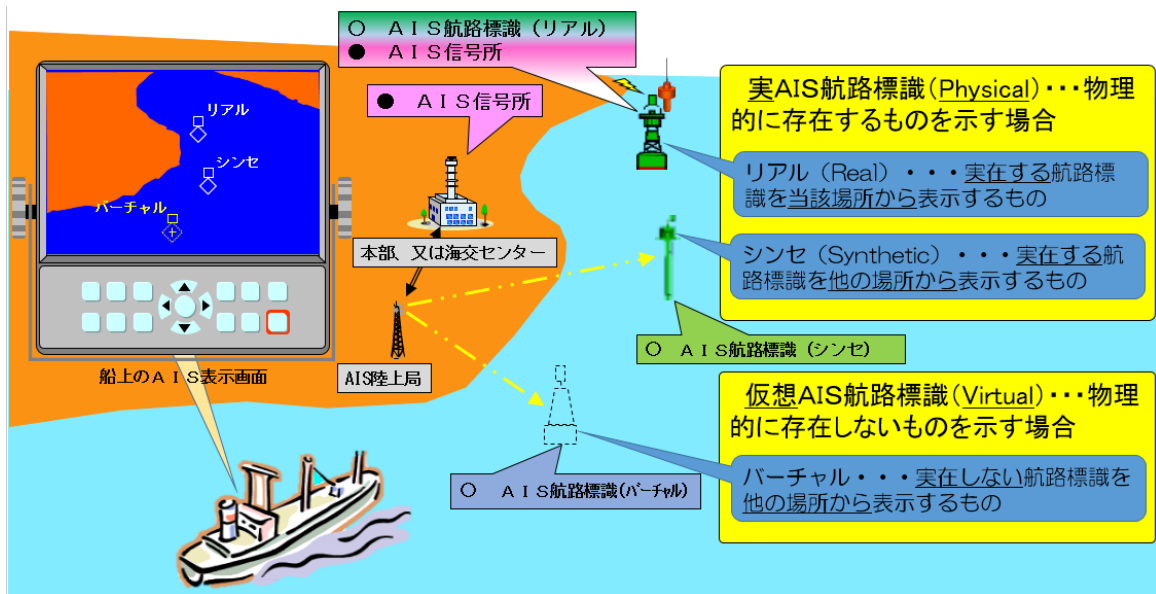 ○　ＡＩＳ航路標識（リアル）
●　ＡＩＳ信号所
●　ＡＩＳ信号所
リアル
シンセ
バーチャル
船上のＡＩＳ表示画面
本部、又は海交センター
AIS陸上局
実AIS航路標識（Physical）・・・物理
的に存在するものを示す場合
リアル（Real）・・・実在する航路標
識を当該場所から表示するもの
シンセ（Synthetic）・・・実在する航
路標識を他の場所から表示するもの
○　ＡＩＳ航路標識（シンセ）
仮想AIS航路標識（Virtual）・・・物理
的に存在しないものを示す場合
バーチャル・・・実在しない航路標識を
他の場所から表示するもの
○　ＡＩＳ航路標識（ﾊﾞｰﾁｬﾙ）